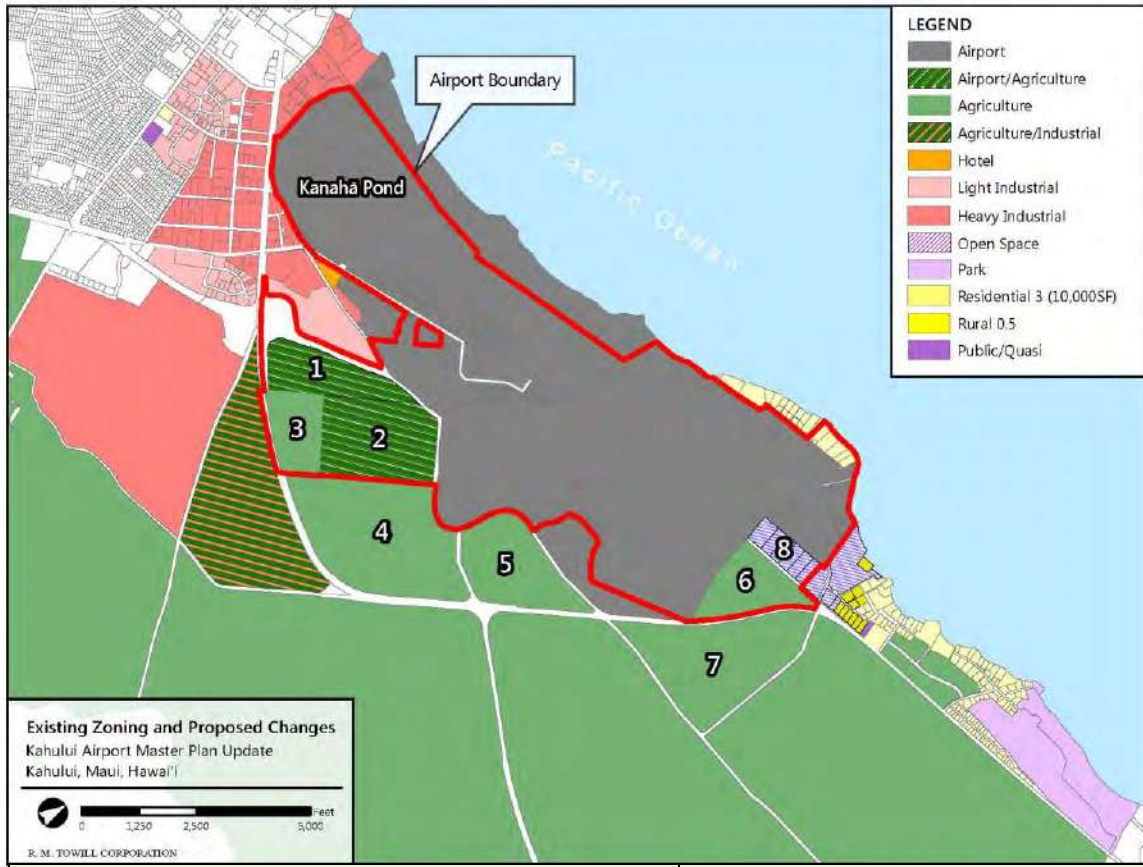 LEGEND
Airport
Airport/Agriculture
Agriculture
Agriculture/Industrial
Hotel
Light Industrial
Heavy Industrial
Open Space
Park
Residential 3 (10,000SF)
Rural 0.5
Public/Quasi
Airport Boundary
Pacific Ocean
Kanaha Pond
1
2
3
4
5
6
7
8
Existing Zoning and Proposed Changes
Kahului Airport Master Plan Update
Kahului, Maui, Hawai'i
Feet
0 1,250 2,500 5,000
R. M. TOWILL CORPORATION